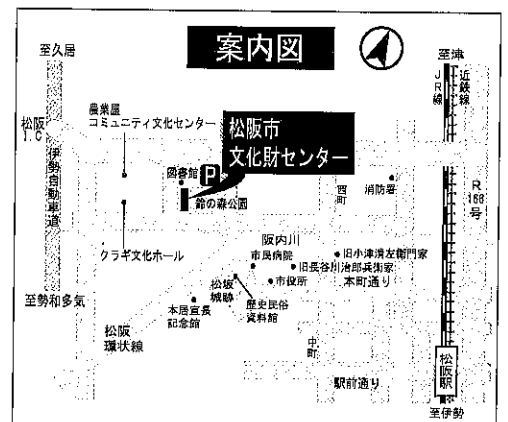 案内図
至久居
至津
JR線
近鉄線
農業屋
コミュニティ文化センター
松阪
I.C
伊勢自動車道
松阪市
文化財センター
図書館
P
鈴の森公園
西町
消防署
R
166
号
クラギ文化ホール
阪内川
市民病院
旧小津清左衛門家
旧長谷川治郎兵衛家
本町通り
市役所
松坂
城跡
歴史民俗
資料館
本居宣長
記念館
至勢和多気
松阪
環状線
中町
駅前通り
松阪駅
至伊勢